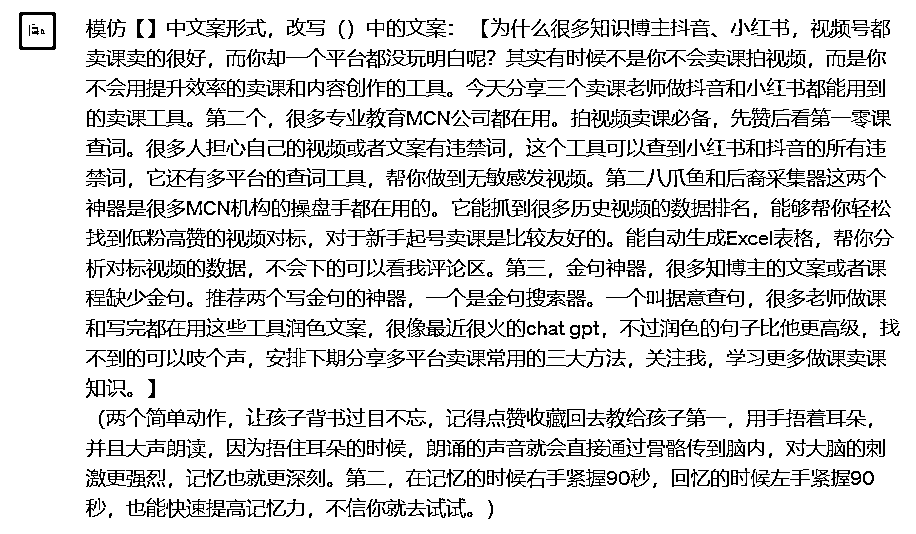 模仿【】中文案形式，改写（）中的文案：【为什么很多知识博主抖音、小红书，视频号都
卖课卖的很好，而你却一个平台都没玩明白呢？其实有时候不是你不会卖课拍视频，而是你
不会用提升效率的卖课和内容创作的工具。今天分享三个卖课老师做抖音和小红书都能用到
的卖课工具。第二个，很多专业教育MCN公司都在用。拍视频卖课必备，先赞后看第一零课
查词。很多人担心自己的视频或者文案有违禁词，这个工具可以查到小红书和抖音的所有违
禁词，它还有多平台的查词工具，帮你做到无敏感发视频。第二八爪鱼和后裔采集器这两个
神器是很多MCN机构的操盘手都在用的。它能抓到很多历史视频的数据排名，能够帮你轻松
找到低粉高赞的视频对标，对于新手起号卖课是比较友好的。能自动生成Excel表格，帮你分
析对标视频的数据，不会下的可以看我评论区。第三，金句神器，很多知博主的文案或者课
程缺少金句。推荐两个写金句的神器，一个是金句搜索器。一个叫据意查句，很多老师做课
和写完都在用这些工具润色文案，很像最近很火的chat gpt，不过润色的句子比他更高级，找
不到的可以吱个声，安排下期分享多平台卖课常用的三大方法，关注我，学习更多做课卖课
知识。】
（两个简单动作，让孩子背书过目不忘，记得点赞收藏回去教给孩子第一，用手捂着耳朵，
并且大声朗读，因为捂住耳朵的时候，朗诵的声音就会直接通过骨骼传到脑内，对大脑的刺
激更强烈，记忆也就更深刻。第二，在记忆的时候右手紧握90秒，回忆的时候左手紧握90
秒，也能快速提高记忆力，不信你就去试试。）